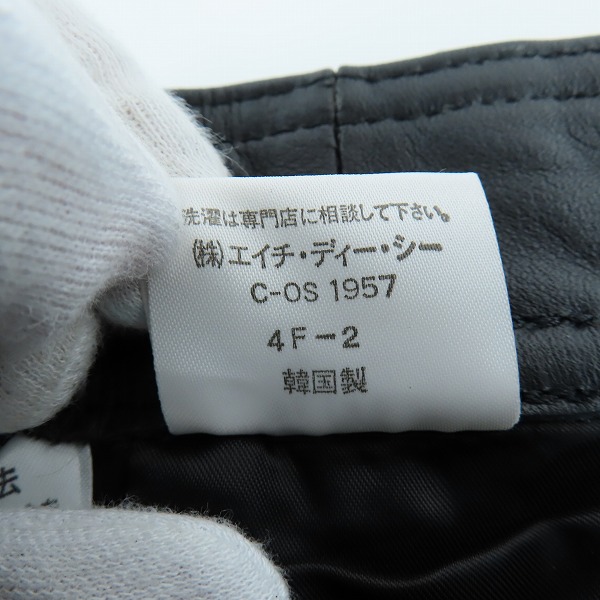 洗濯は専門店に相談して下さい。
(株)エイチ・ディー・シー
C-OS 1957
4F-2
韓国製
法